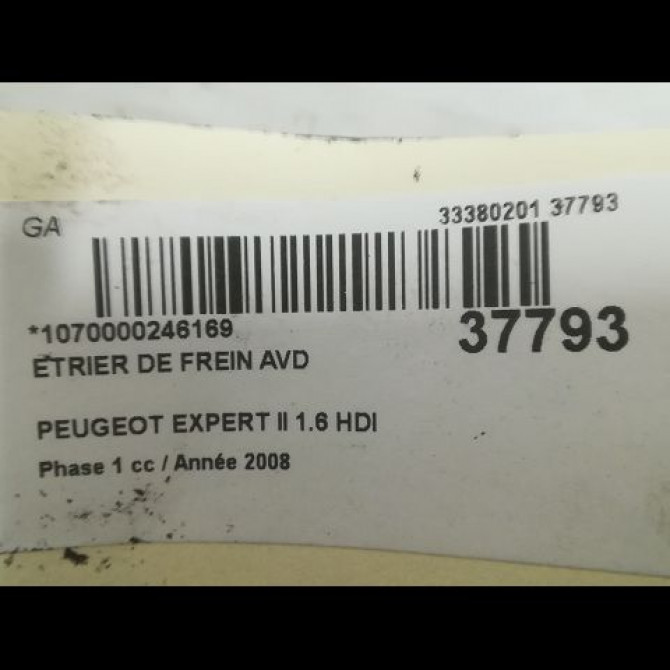 GA
33380201 37793
*1070000246169
37793
ETRIER DE FREIN AVD
PEUGEOT EXPERT II 1.6 HDI
Phase 1 cc / Année 2008